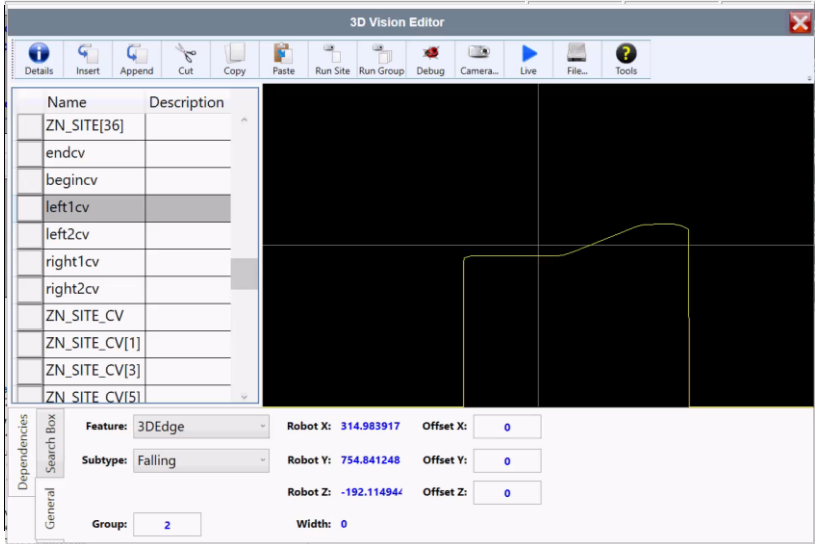 3D Vision Editor
Details Insert Append Cut Copy Paste Run Site Run Group Debug Camera... Live File... Tools
Name Description
ZN_SITE[36]
endcv
begincv
left1cv
left2cv
right1cv
right2cv
ZN_SITE_CV
ZN_SITE_CV[1]
ZN_SITE_CV[3]
ZN_SITE_CV[5]
Dependencies
Search Box
General
Feature: 3DEdge Robot X: 314.983917 Offset X: 0
Subtype: Falling Robot Y: 754.841248 Offset Y: 0
Robot Z: -192.114944 Offset Z: 0
Group: 2 Width: 0